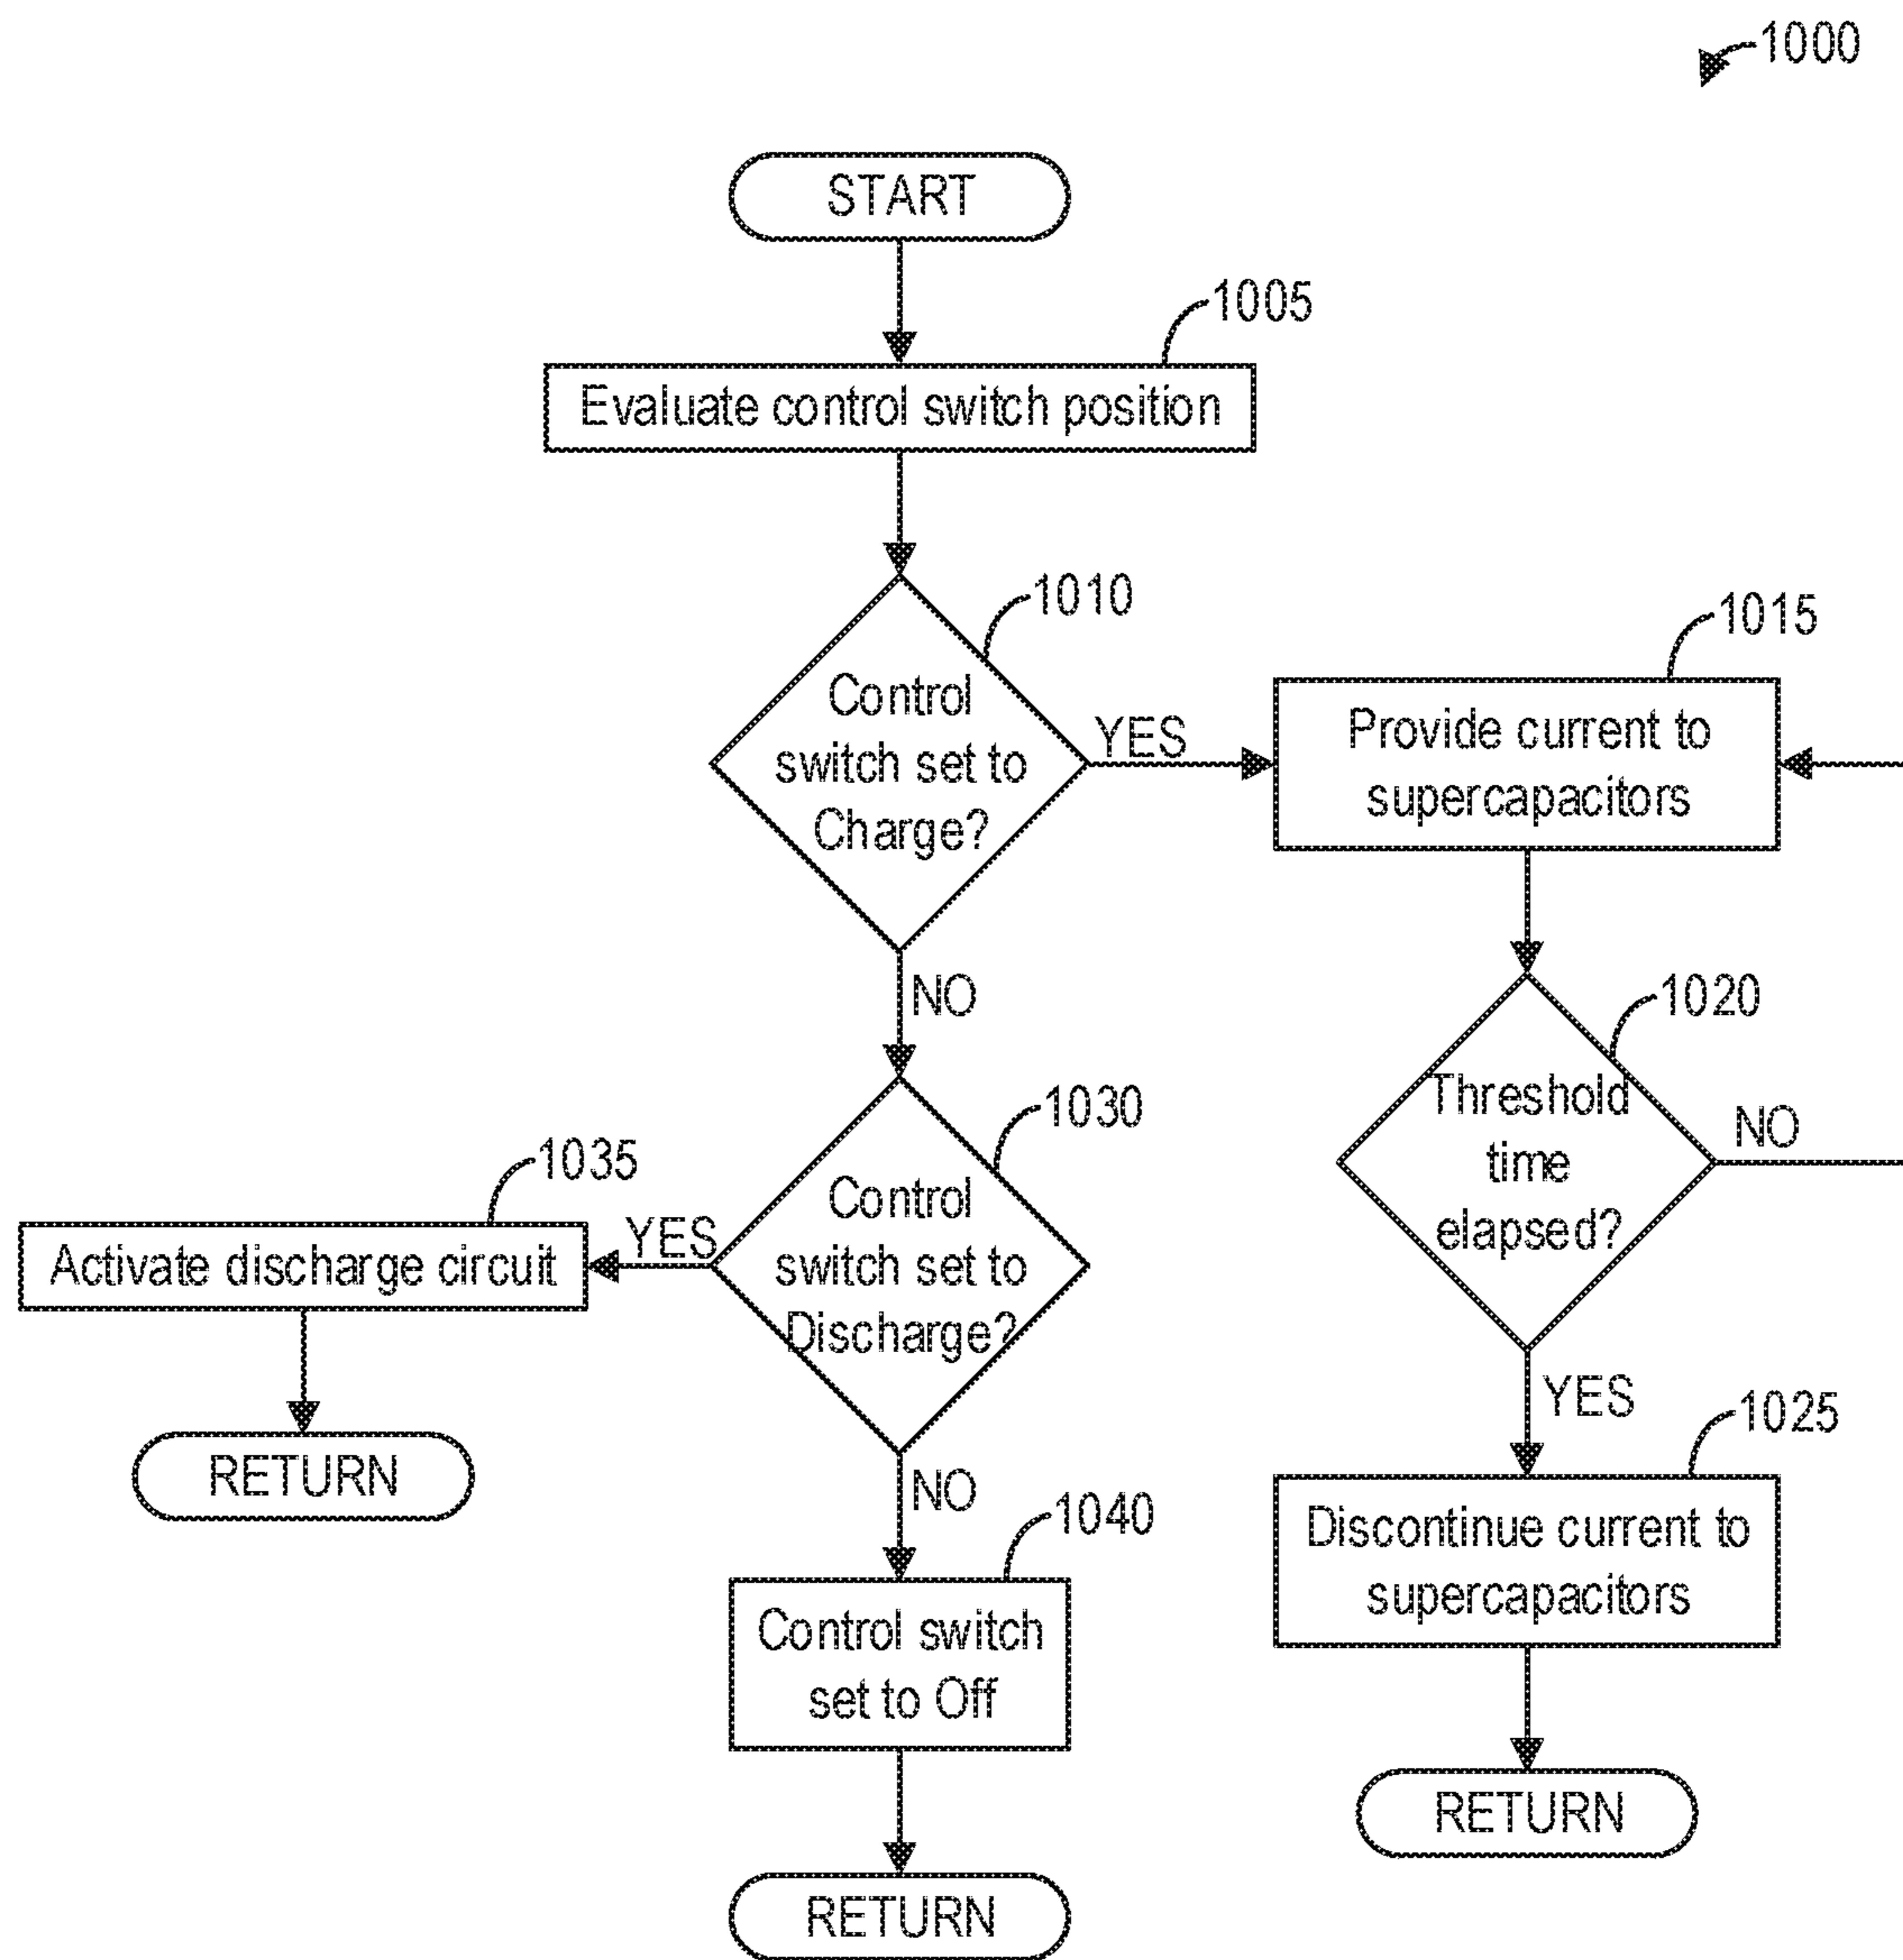 1000
START
1005
Evaluate control switch position
1010
Control
switch set to
Charge?
YES
1015
Provide current to
supercapacitors
NO
1020
Threshold
time
elapsed?
NO
1030
Control
switch set to
Discharge?
YES
1035
Activate discharge circuit
RETURN
YES
1025
Discontinue current to
supercapacitors
NO
1040
Control switch
set to Off
RETURN
RETURN